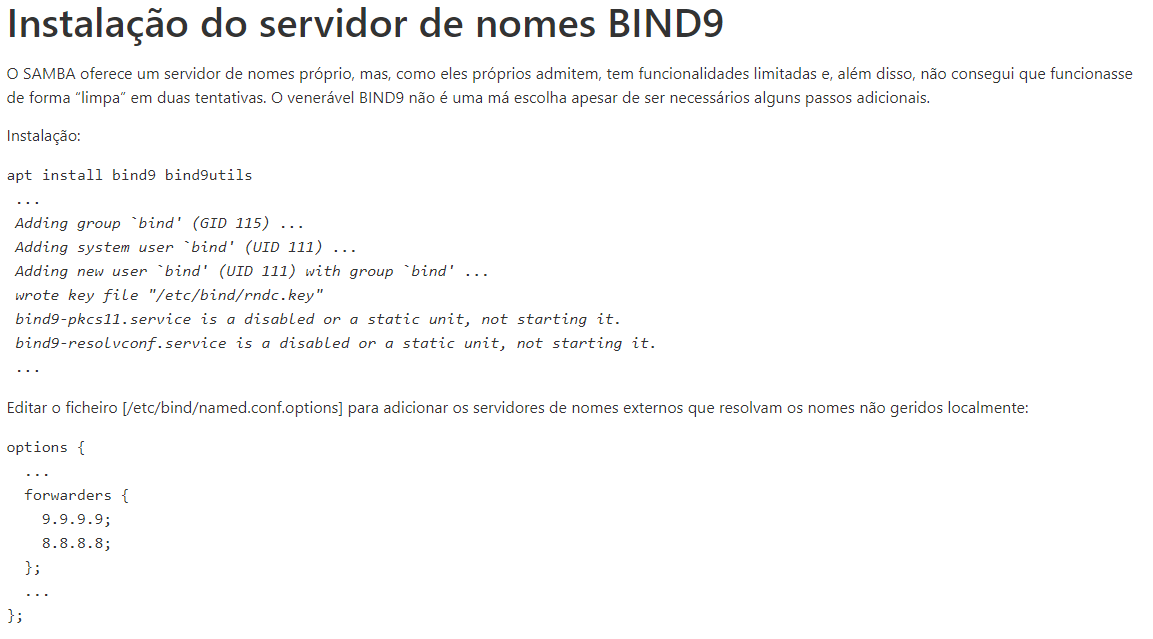 Instalação do servidor de nomes BIND9
O SAMBA oferece um servidor de nomes próprio, mas, como eles próprios admitem, tem funcionalidades limitadas e, além disso, não consegui que funcionasse
de forma “limpa” em duas tentativas. O venerável BIND9 não é uma má escolha apesar de ser necessários alguns passos adicionais.
Instalação:
apt install bind9 bind9utils
...
Adding group `bind' (GID 115) ...
Adding system user `bind' (UID 111) ...
Adding new user `bind' (UID 111) with group `bind' ...
wrote key file "/etc/bind/rndc.key"
bind9-pkcs11.service is a disabled or a static unit, not starting it.
bind9-resolvconf.service is a disabled or a static unit, not starting it.
...
Editar o ficheiro [/etc/bind/named.conf.options] para adicionar os servidores de nomes externos que resolvam os nomes não geridos localmente:
options {
  ...
  forwarders {
    9.9.9.9;
    8.8.8.8;
  };
  ...
};